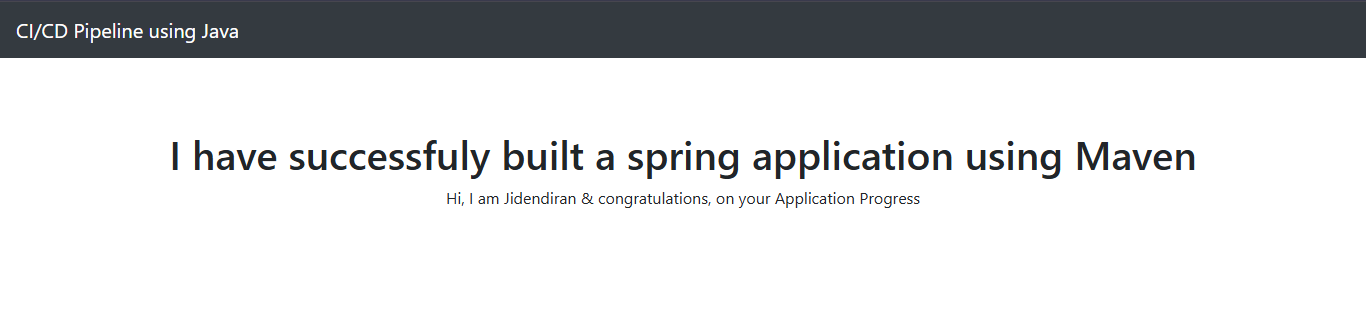 CI/CD Pipeline using Java
I have successfuly built a spring application using Maven
Hi, I am Jidendiran & congratulations, on your Application Progress